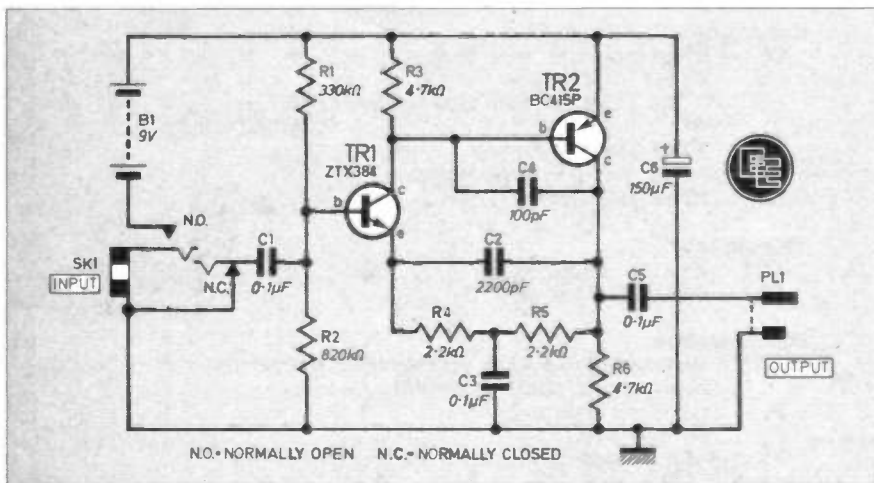 R1
330kΩ
R3
4·7kΩ
TR2
BC415P
B1
9V
TR1
ZTX384
b
e
c
C4
100pF
+
C6
150µF
N.O.
b
c
e
SK1
INPUT
N.C.
C1
0·1µF
C2
2200pF
C5
0·1µF
PL1
R2
820kΩ
R4
2·2kΩ
R5
2·2kΩ
C3
0·1µF
R6
4·7kΩ
OUTPUT
N.O.=NORMALLY OPEN N.C.=NORMALLY CLOSED